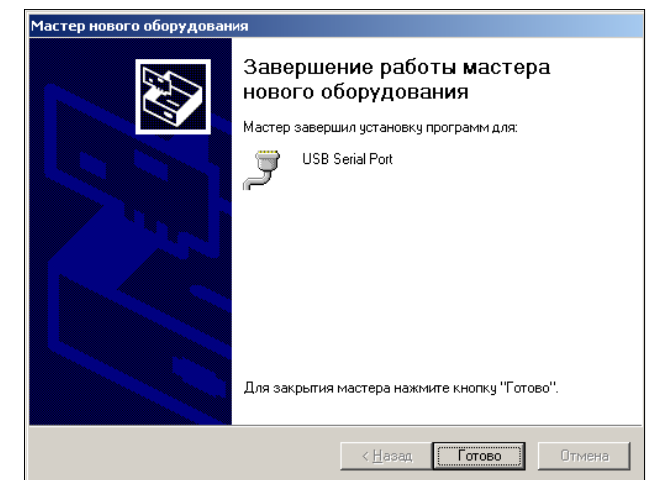 Мастер нового оборудования
Завершение работы мастера
нового оборудования
Мастер завершил установку программ для:
USB Serial Port
Для закрытия мастера нажмите кнопку "Готово".
< Назад
Готово
Отмена